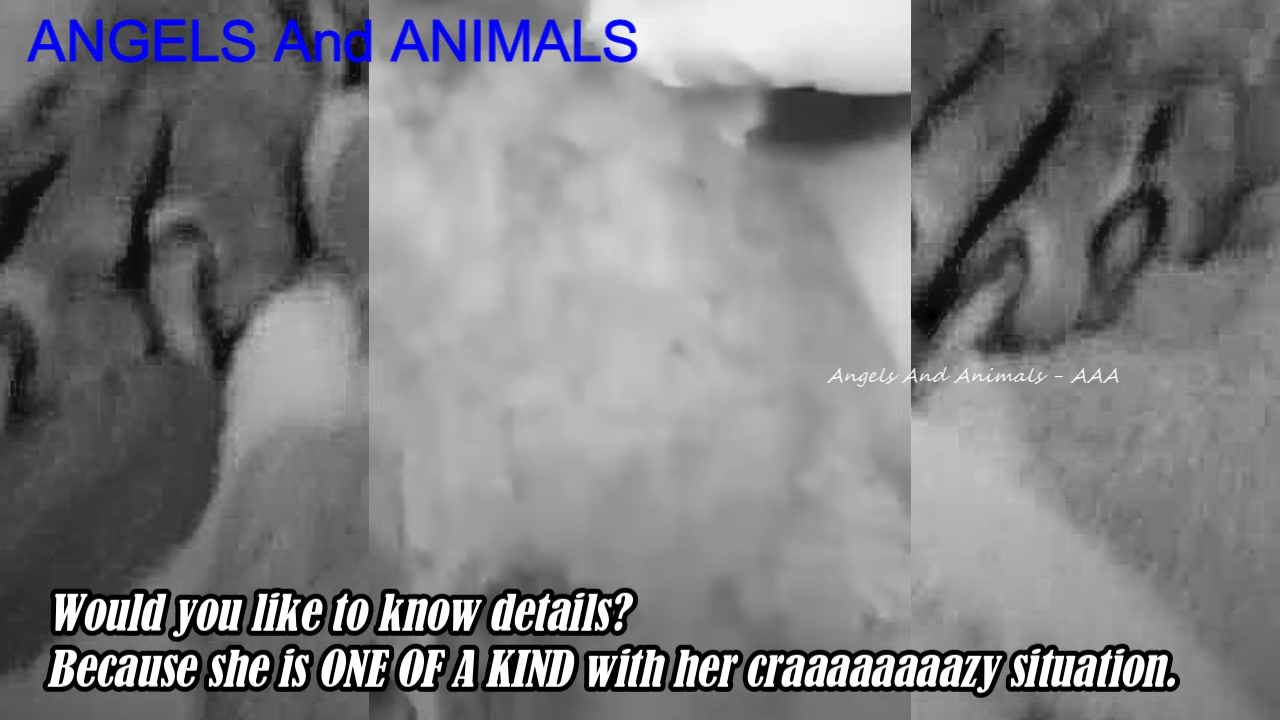 ANGELS And ANIMALS
Angels And Animals - AAA
Would you like to know details?
Because she is ONE OF A KIND with her craaaaaaaaazy situation.